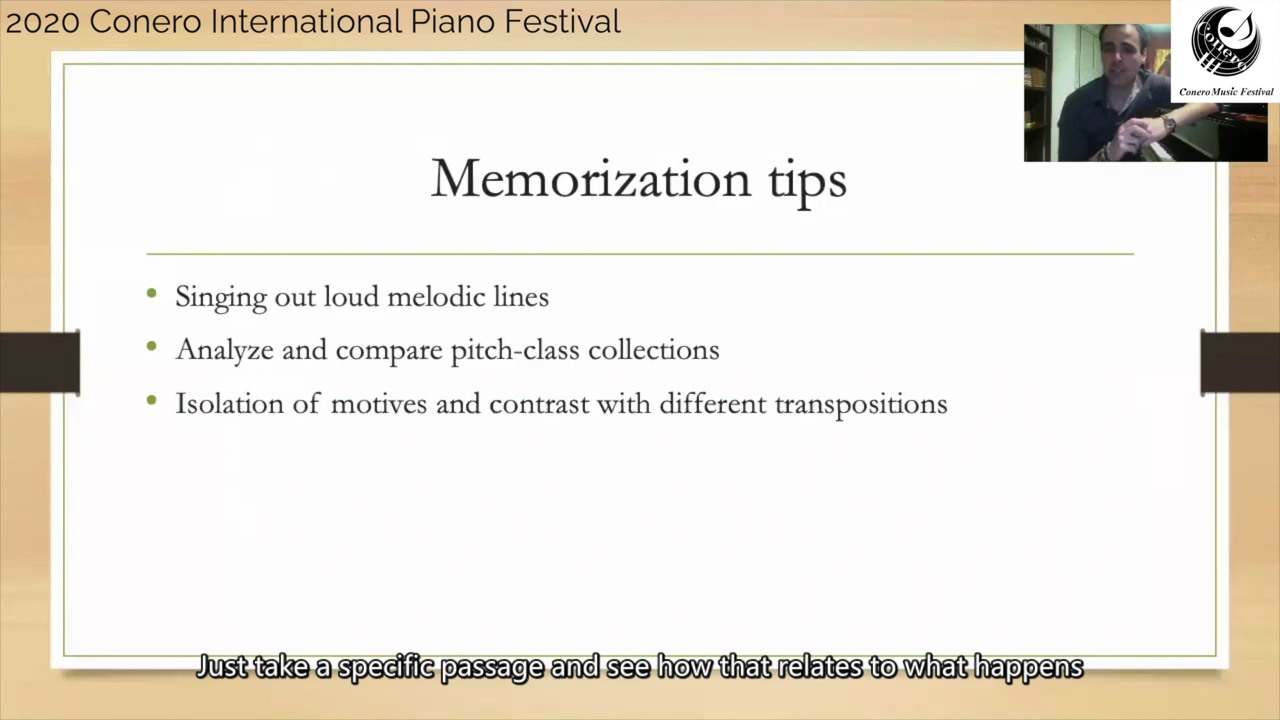 2020 Conero International Piano Festival
Conero
Conero Music Festival
Memorization tips
• Singing out loud melodic lines
• Analyze and compare pitch-class collections
• Isolation of motives and contrast with different transpositions
Just take a specific passage and see how that relates to what happens